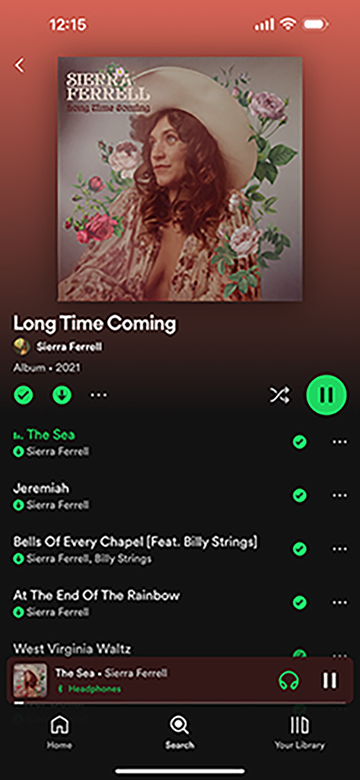 12:15
SIERRA
FERRELL
Long Time Coming
Long Time Coming
Sierra Ferrell
Album • 2021
The Sea
Sierra Ferrell
Jeremiah
Sierra Ferrell
Bells Of Every Chapel [Feat. Billy Strings]
Sierra Ferrell, Billy Strings
At The End Of The Rainbow
Sierra Ferrell
West Virginia Waltz
The Sea • Sierra Ferrell
Headphones
Home
Search
Your Library